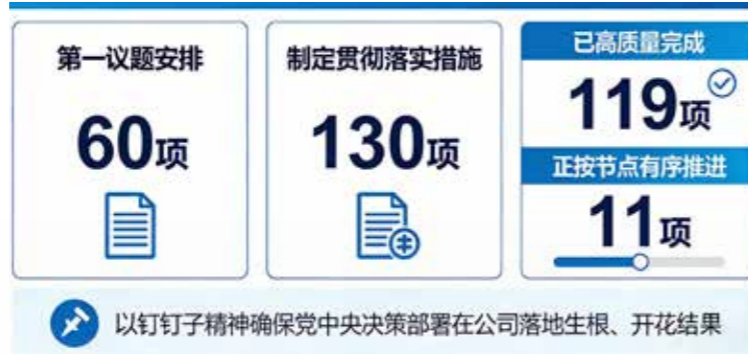 第一议题安排
60项
制定贯彻落实措施
130项
已高质量完成
119项
正按节点有序推进
11项
以钉钉子精神确保党中央决策部署在公司落地生根、开花结果